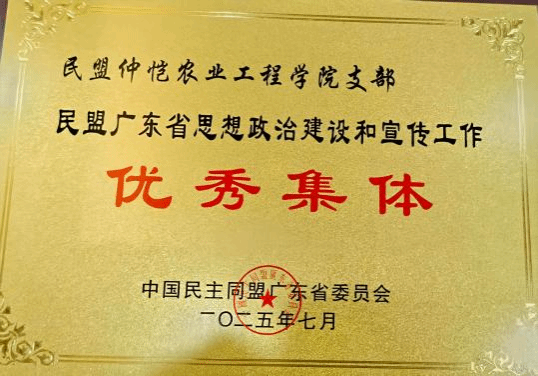 民盟仲恺农业工程学院支部
民盟广东省思想政治建设和宣传工作
优秀集体
中国民主同盟广东省委员会
二〇二五年七月